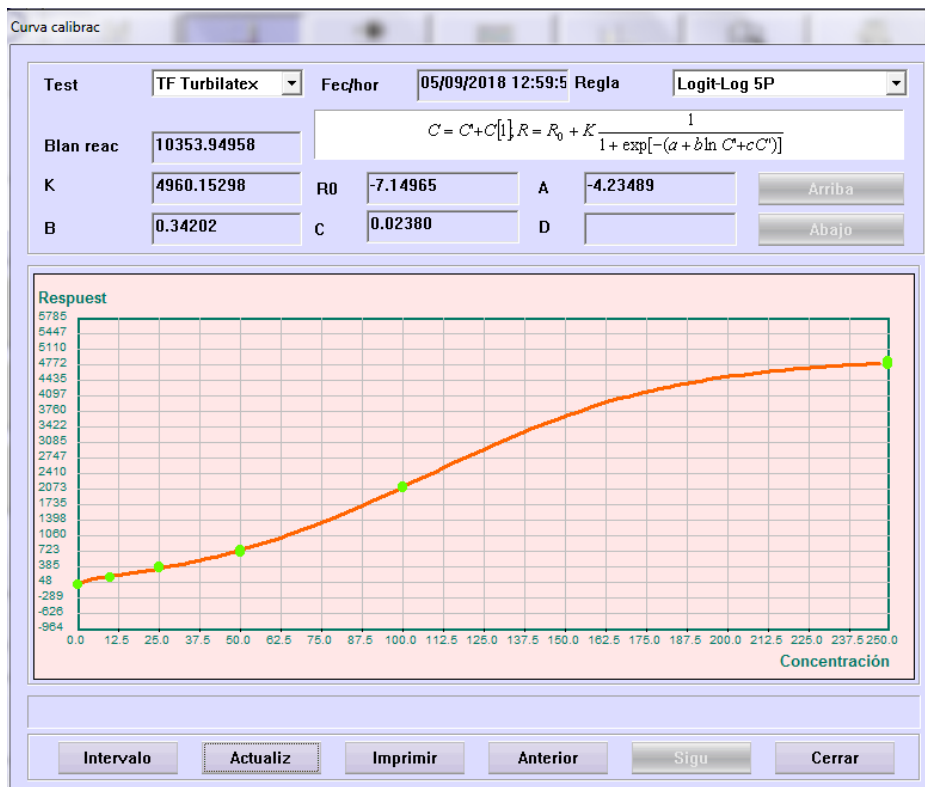 Curva calibrac
Test TF Turbilatex Fec/hor 05/09/2018 12:59:5 Regla Logit-Log 5P
Blan reac 10353.94958
C = C'+C[1],R = R₀ + K 1 / 1 + exp[-(a + b ln C'+cC')]
K 4960.15298 R0 -7.14965 A -4.23489 Arriba
B 0.34202 C 0.02380 D Abajo
Respuest
5785
5447
5110
4772
4435
4097
3760
3422
3085
2747
2410
2073
1735
1398
1060
723
385
48
-289
-626
-964
0.0 12.5 25.0 37.5 50.0 62.5 75.0 87.5 100.0 112.5 125.0 137.5 150.0 162.5 175.0 187.5 200.0 212.5 225.0 237.5 250.0
Concentración
Intervalo Actualiz Imprimir Anterior Sigu Cerrar